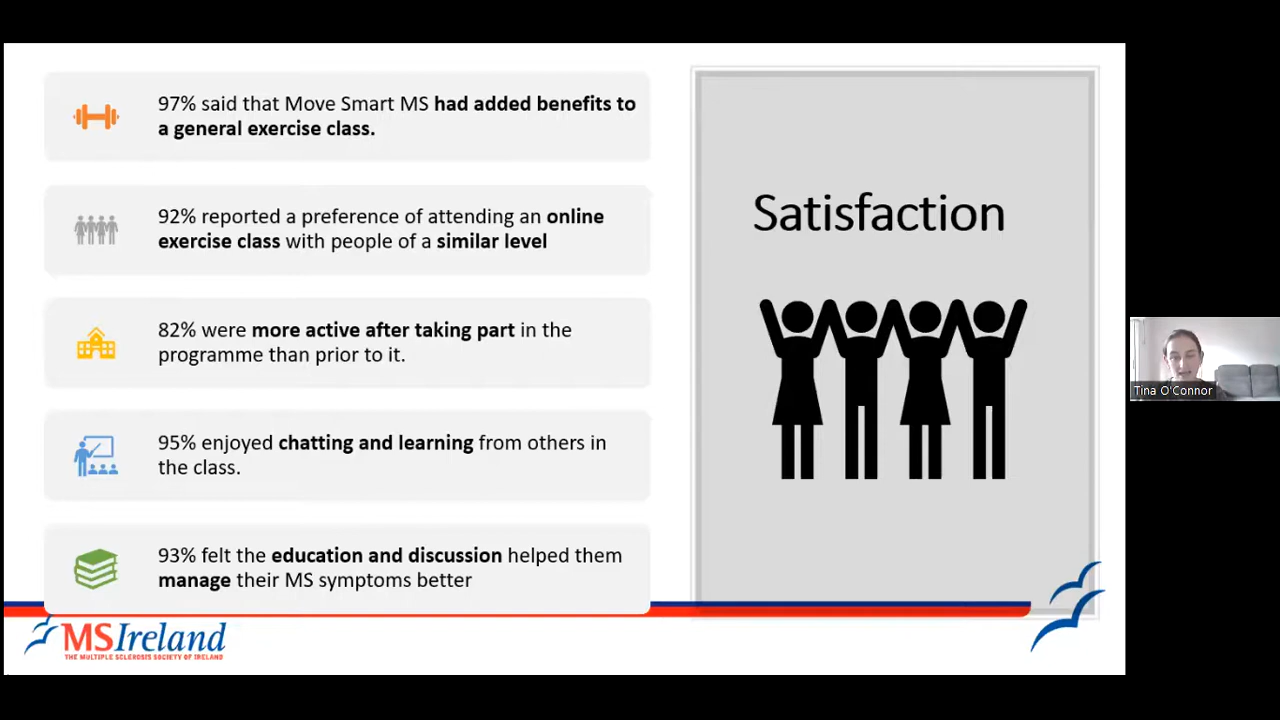 97% said that Move Smart MS had added benefits to
a general exercise class.
92% reported a preference of attending an online
exercise class with people of a similar level
82% were more active after taking part in the
programme than prior to it.
95% enjoyed chatting and learning from others in
the class.
93% felt the education and discussion helped them
manage their MS symptoms better
Satisfaction
MSIreland
THE MULTIPLE SCLEROSIS SOCIETY OF IRELAND
Tina O'Connor